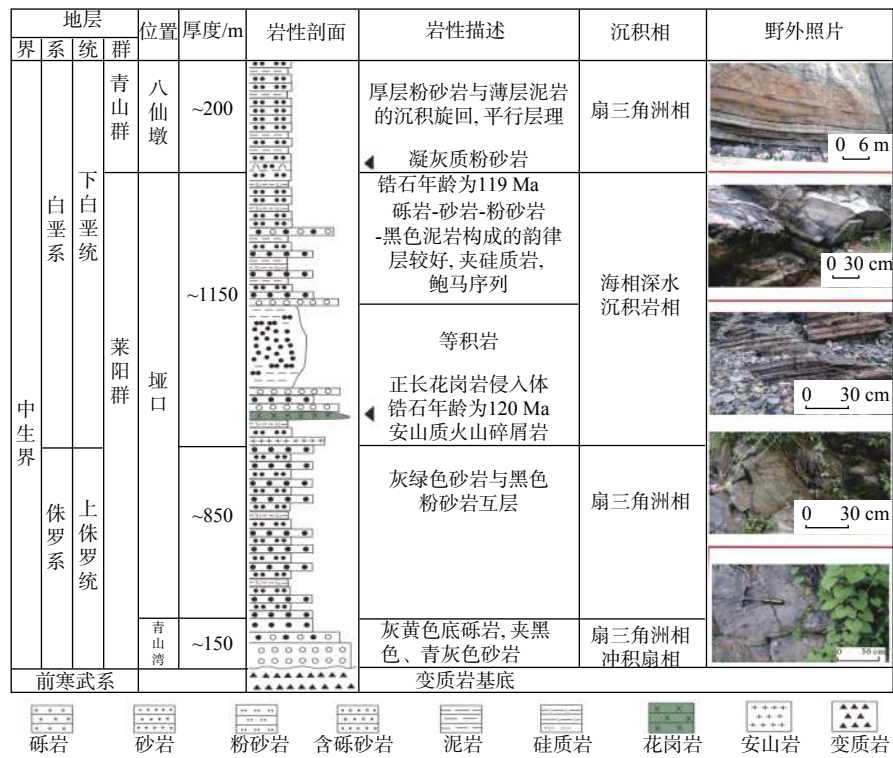 地层
位置
厚度/m
岩性剖面
岩性描述
沉积相
野外照片
界
系
统
群
中生界
白垩系
下白垩统
青山群
八仙墩
~200
厚层粉砂岩与薄层泥岩
的沉积旋回, 平行层理
凝灰质粉砂岩
扇三角洲相
0 6 m
莱阳群
垭口
~1150
锆石年龄为119 Ma
砾岩-砂岩-粉砂岩
-黑色泥岩构成的韵律
层较好, 夹硅质岩,
鲍马序列
海相深水
沉积岩相
0 30 cm
等积岩
正长花岗岩侵入体
锆石年龄为120 Ma
安山质火山碎屑岩
0 30 cm
侏罗系
上侏罗统
~850
灰绿色砂岩与黑色
粉砂岩互层
扇三角洲相
0 30 cm
青山湾
~150
灰黄色底砾岩, 夹黑
色、青灰色砂岩
扇三角洲相
冲积扇相
0 30 cm
前寒武系
变质岩基底
砾岩
砂岩
粉砂岩
含砾砂岩
泥岩
硅质岩
花岗岩
安山岩
变质岩